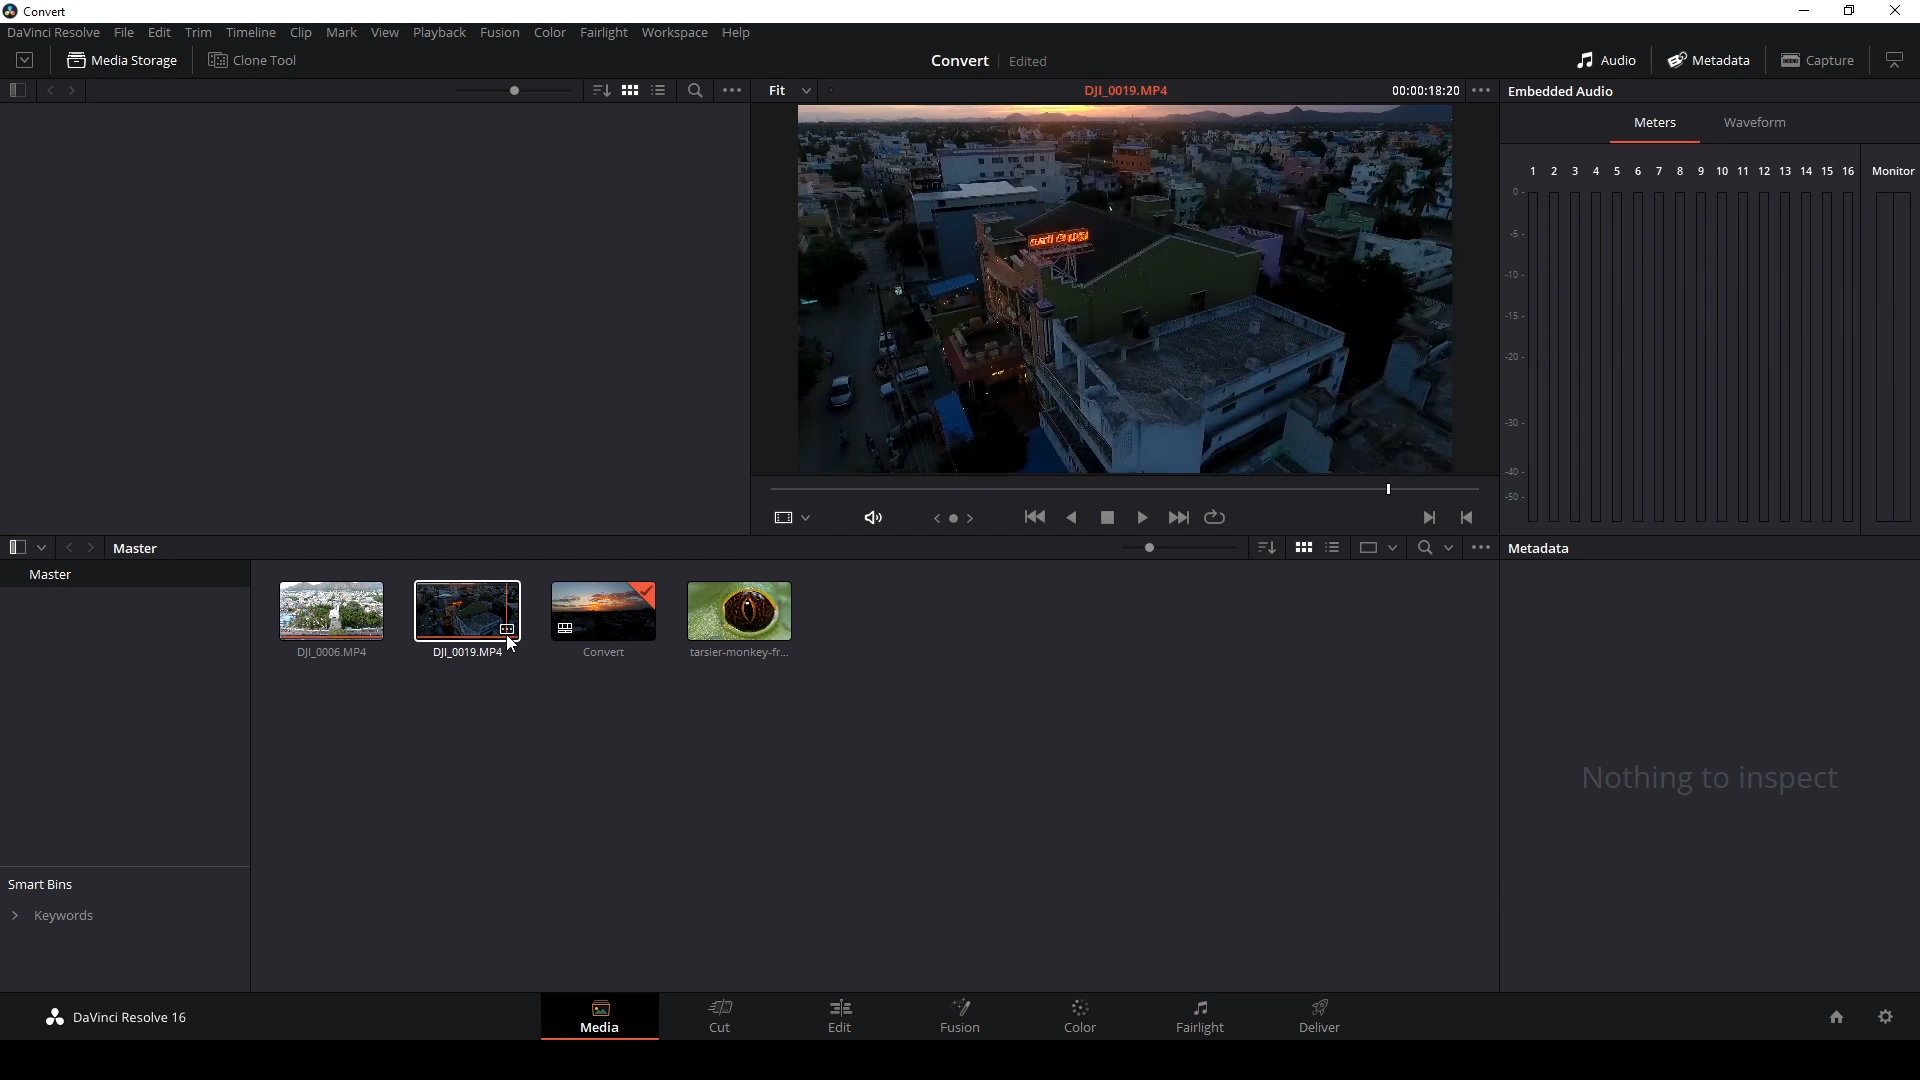 Convert
DaVinci Resolve File Edit Trim Timeline Clip Mark View Playback Fusion Color Fairlight Workspace Help
Media Storage Clone Tool Convert Edited Audio Metadata Capture
Fit DJI_0019.MP4 00:00:18:20 Embedded Audio
Meters Waveform
1 2 3 4 5 6 7 8 9 10 11 12 13 14 15 16 Monitor
0 -
-5 -
-10 -
-15 -
-20 -
-30 -
-40 -
-50 -
Master Metadata
Master
DJI_0006.MP4 DJI_0019.MP4 Convert tarsier-monkey-fr...
Nothing to inspect
Smart Bins
Keywords
DaVinci Resolve 16
Media Cut Edit Fusion Color Fairlight Deliver